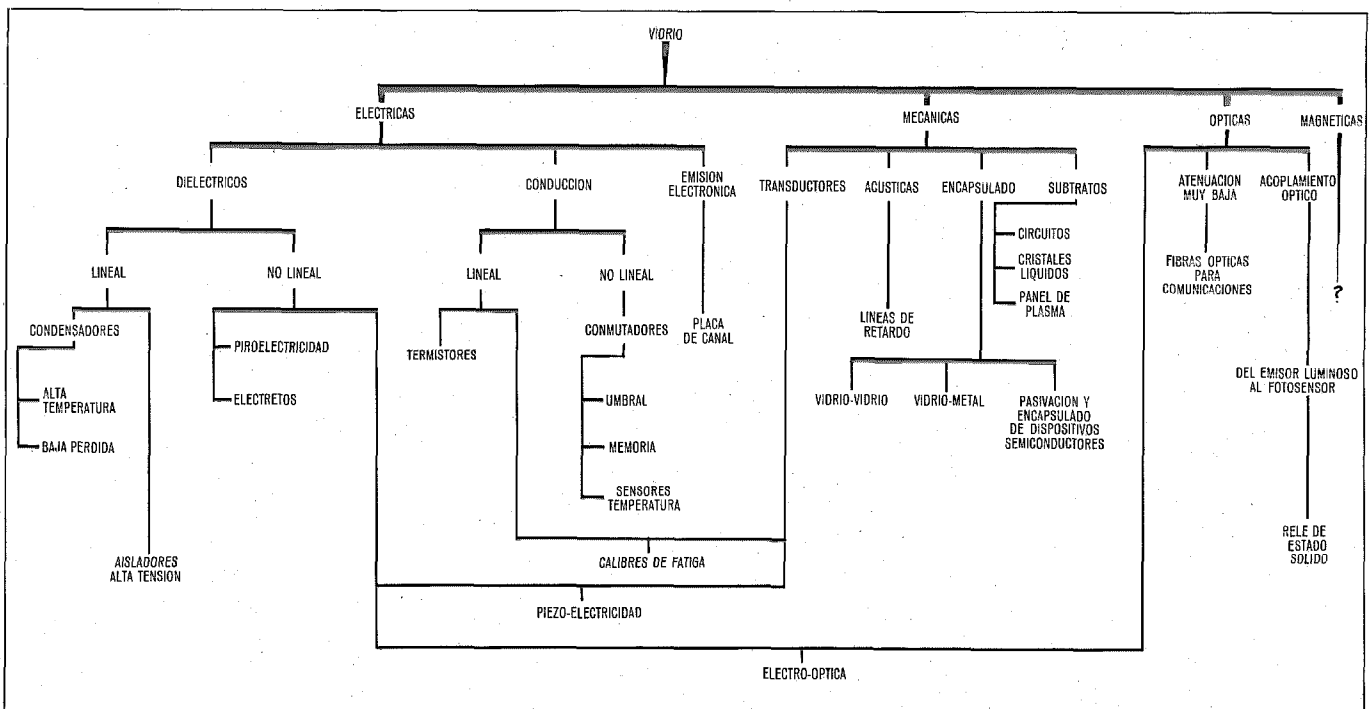 VIDRIO
ELECTRICAS
MECANICAS
OPTICAS
MAGNETICAS
DIELECTRICOS
CONDUCCION
EMISION
ELECTRONICA
TRANSDUCTORES
ACUSTICAS
ENCAPSULADO
SUBTRATOS
ATENUACION
MUY BAJA
ACOPLAMIENTO
OPTICO
LINEAL
NO LINEAL
LINEAL
NO LINEAL
CIRCUITOS
CRISTALES
LIQUIDOS
PANEL DE
PLASMA
FIBRAS OPTICAS
PARA
COMUNICACIONES
?
CONDENSADORES
ALTA
TEMPERATURA
BAJA PERDIDA
PIROELECTRICIDAD
ELECTRETOS
TERMISTORES
CONMUTADORES
UMBRAL
MEMORIA
SENSORES
TEMPERATURA
PLACA
DE CANAL
LINEAS DE
RETARDO
VIDRIO-VIDRIO
VIDRIO-METAL
PASIVACION Y
ENCAPSULADO
DE DISPOSITIVOS
SEMICONDUCTORES
DEL EMISOR LUMINOSO
AL FOTOSENSOR
RELE DE
ESTADO
SOLIDO
AISLADORES
ALTA TENSION
CALIBRES DE FATIGA
PIEZO-ELECTRICIDAD
ELECTRO-OPTICA